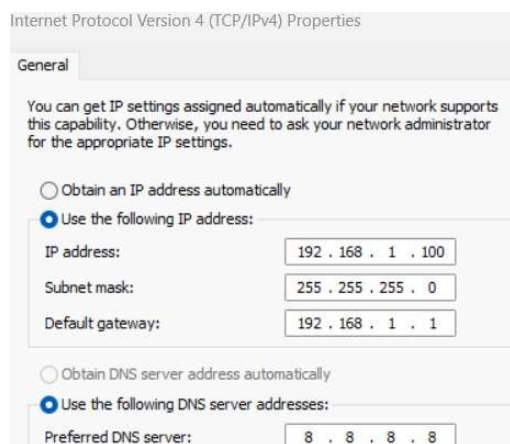 Internet Protocol Version 4 (TCP/IPv4) Properties
General
You can get IP settings assigned automatically if your network supports
this capability. Otherwise, you need to ask your network administrator
for the appropriate IP settings.
Obtain an IP address automatically
Use the following IP address:
IP address: 192 . 168 . 1 . 100
Subnet mask: 255 . 255 . 255 . 0
Default gateway: 192 . 168 . 1 . 1
Obtain DNS server address automatically
Use the following DNS server addresses:
Preferred DNS server: 8 . 8 . 8 . 8